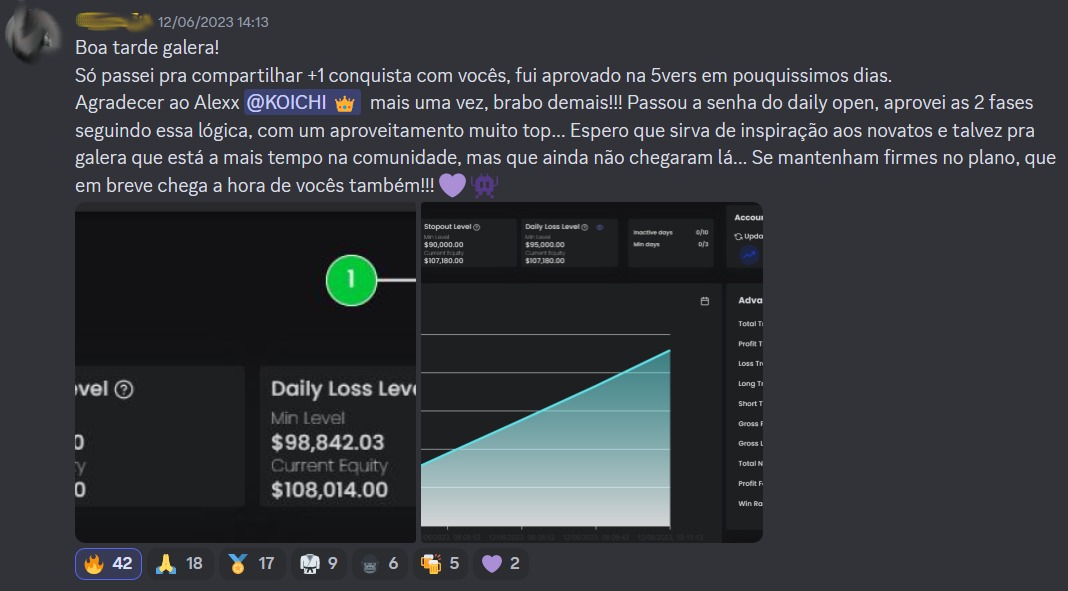 12/06/2023 14:13
Boa tarde galera!
Só passei pra compartilhar +1 conquista com vocês, fui aprovado na 5vers em pouquissimos dias.
Agradecer ao Alexx @KOICHI 👑 mais uma vez, brabo demais!!! Passou a senha do daily open, aprovei as 2 fases
seguindo essa lógica, com um aproveitamento muito top... Espero que sirva de inspiração aos novatos e talvez pra
galera que está a mais tempo na comunidade, mas que ainda não chegaram lá... Se mantenham firmes no plano, que
em breve chega a hora de vocês também!!! 💜
1
vel
0
y
0
Daily Loss Leve
Min Level
$98,842.03
Current Equity
$108,014.00
Stopout Level
Min Level
$90,000.00
Current Equity
$107,180.00
Daily Loss Level
Min Level
$95,000.00
Current Equity
$107,180.00
Inactive days 0/10
Min days 0/3
Accou
Upda
Adva
Total T
Profit T
Loss Tr
Long Tr
Short T
Gross P
Gross L
Total N
Profit F
Win Ra
42 18 17 9 6 5 2